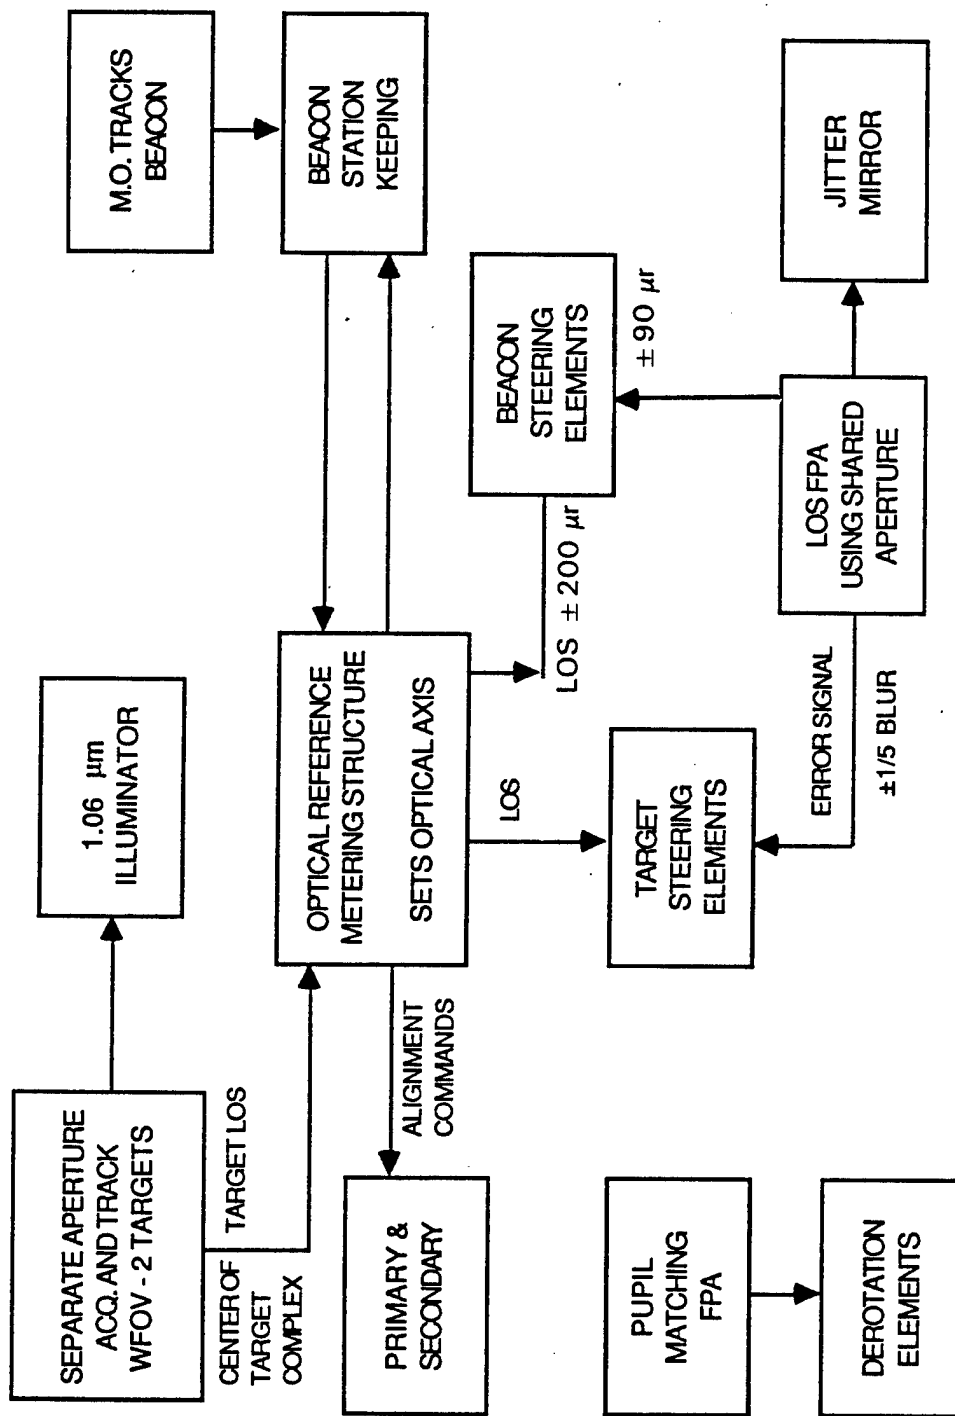 SEPARATE APERTURE
ACQ. AND TRACK
WFOV - 2 TARGETS
1.06 µm
ILLUMINATOR
M.O. TRACKS
BEACON
CENTER OF
TARGET
COMPLEX
TARGET LOS
OPTICAL REFERENCE
METERING STRUCTURE
SETS OPTICAL AXIS
BEACON
STATION
KEEPING
PRIMARY &
SECONDARY
ALIGNMENT
COMMANDS
LOS
LOS ± 200 µr
BEACON
STEERING
ELEMENTS
± 90 µr
PUPIL
MATCHING
FPA
TARGET
STEERING
ELEMENTS
ERROR SIGNAL
±1/5 BLUR
LOS FPA
USING SHARED
APERTURE
JITTER
MIRROR
DEROTATION
ELEMENTS